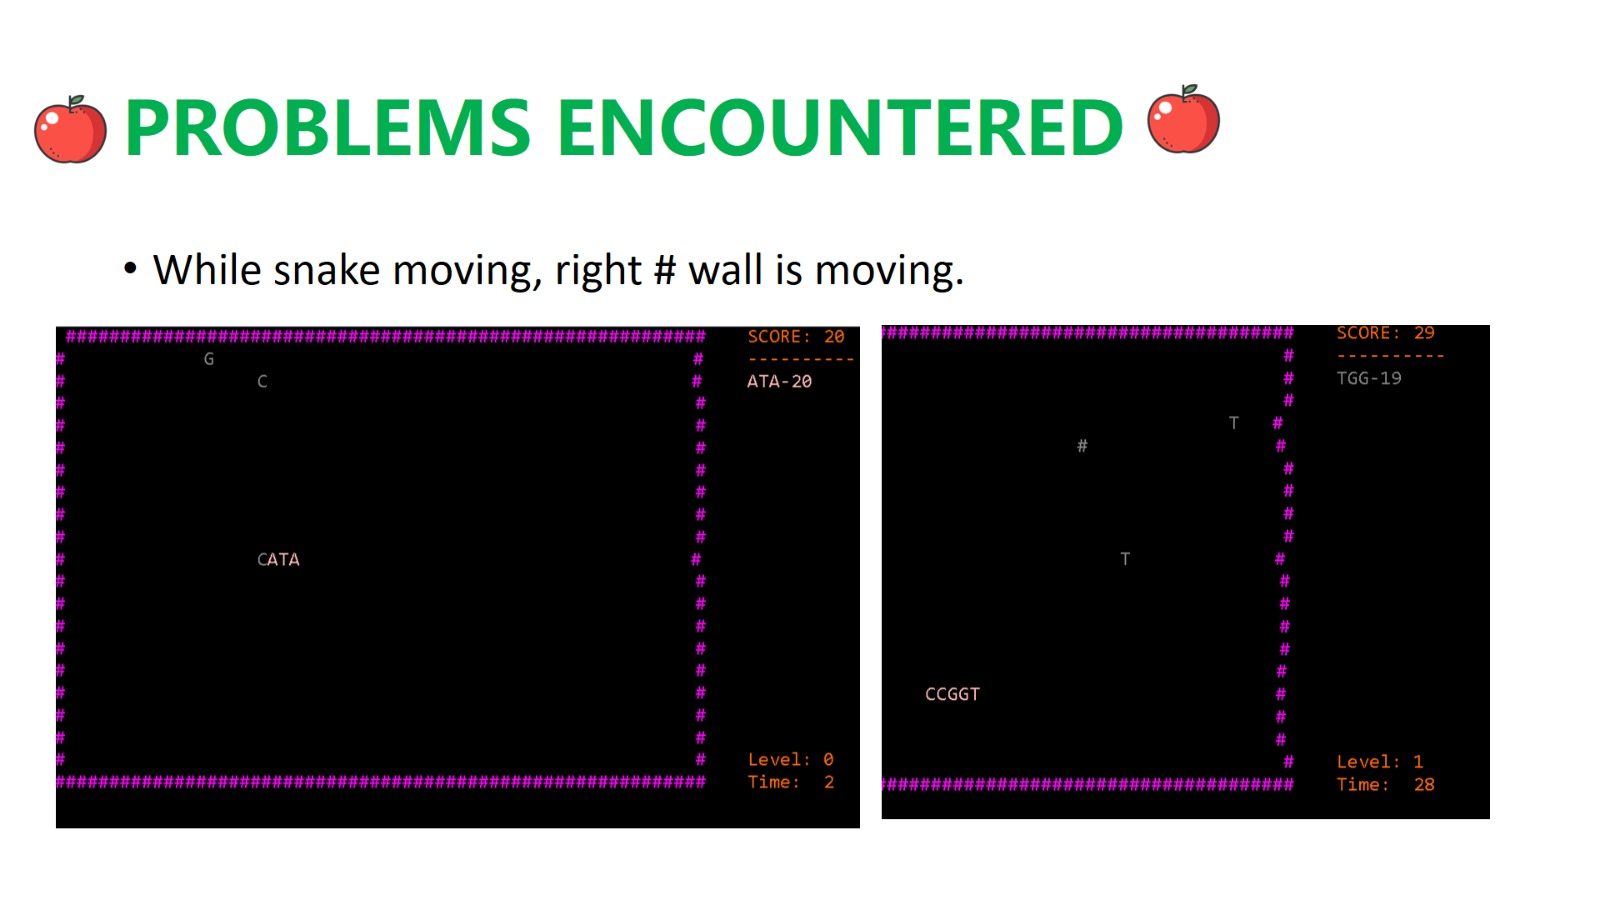 PROBLEMS ENCOUNTERED
• While snake moving, right # wall is moving.
############################################################ SCORE: 20
# G # ----------
# C # ATA-20
# #
# #
# #
# #
# #
# #
# #
# CATA #
# #
# #
# #
# #
# #
# #
# #
# #
# # Level: 0
############################################################# Time: 2
###################################### SCORE: 29
# ----------
# TGG-19
#
T #
# #
#
#
#
#
T #
#
#
#
#
#
CCGGT #
#
#
# Level: 1
###################################### Time: 28